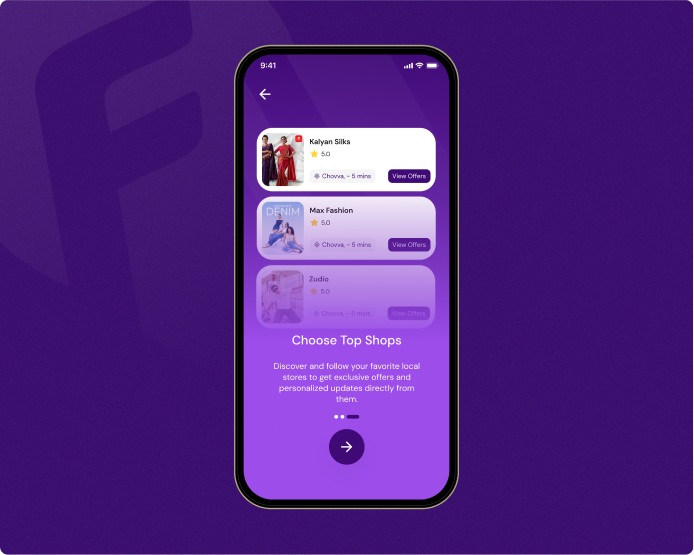 9:41
Kalyan Silks
5.0
Chovva, ~ 5 mins
View Offers
DENIM
Max Fashion
5.0
Chovva, ~ 5 mins
View Offers
Zudio
5.0
View Offers
Choose Top Shops
Discover and follow your favorite local
stores to get exclusive offers and
personalized updates directly from
them.